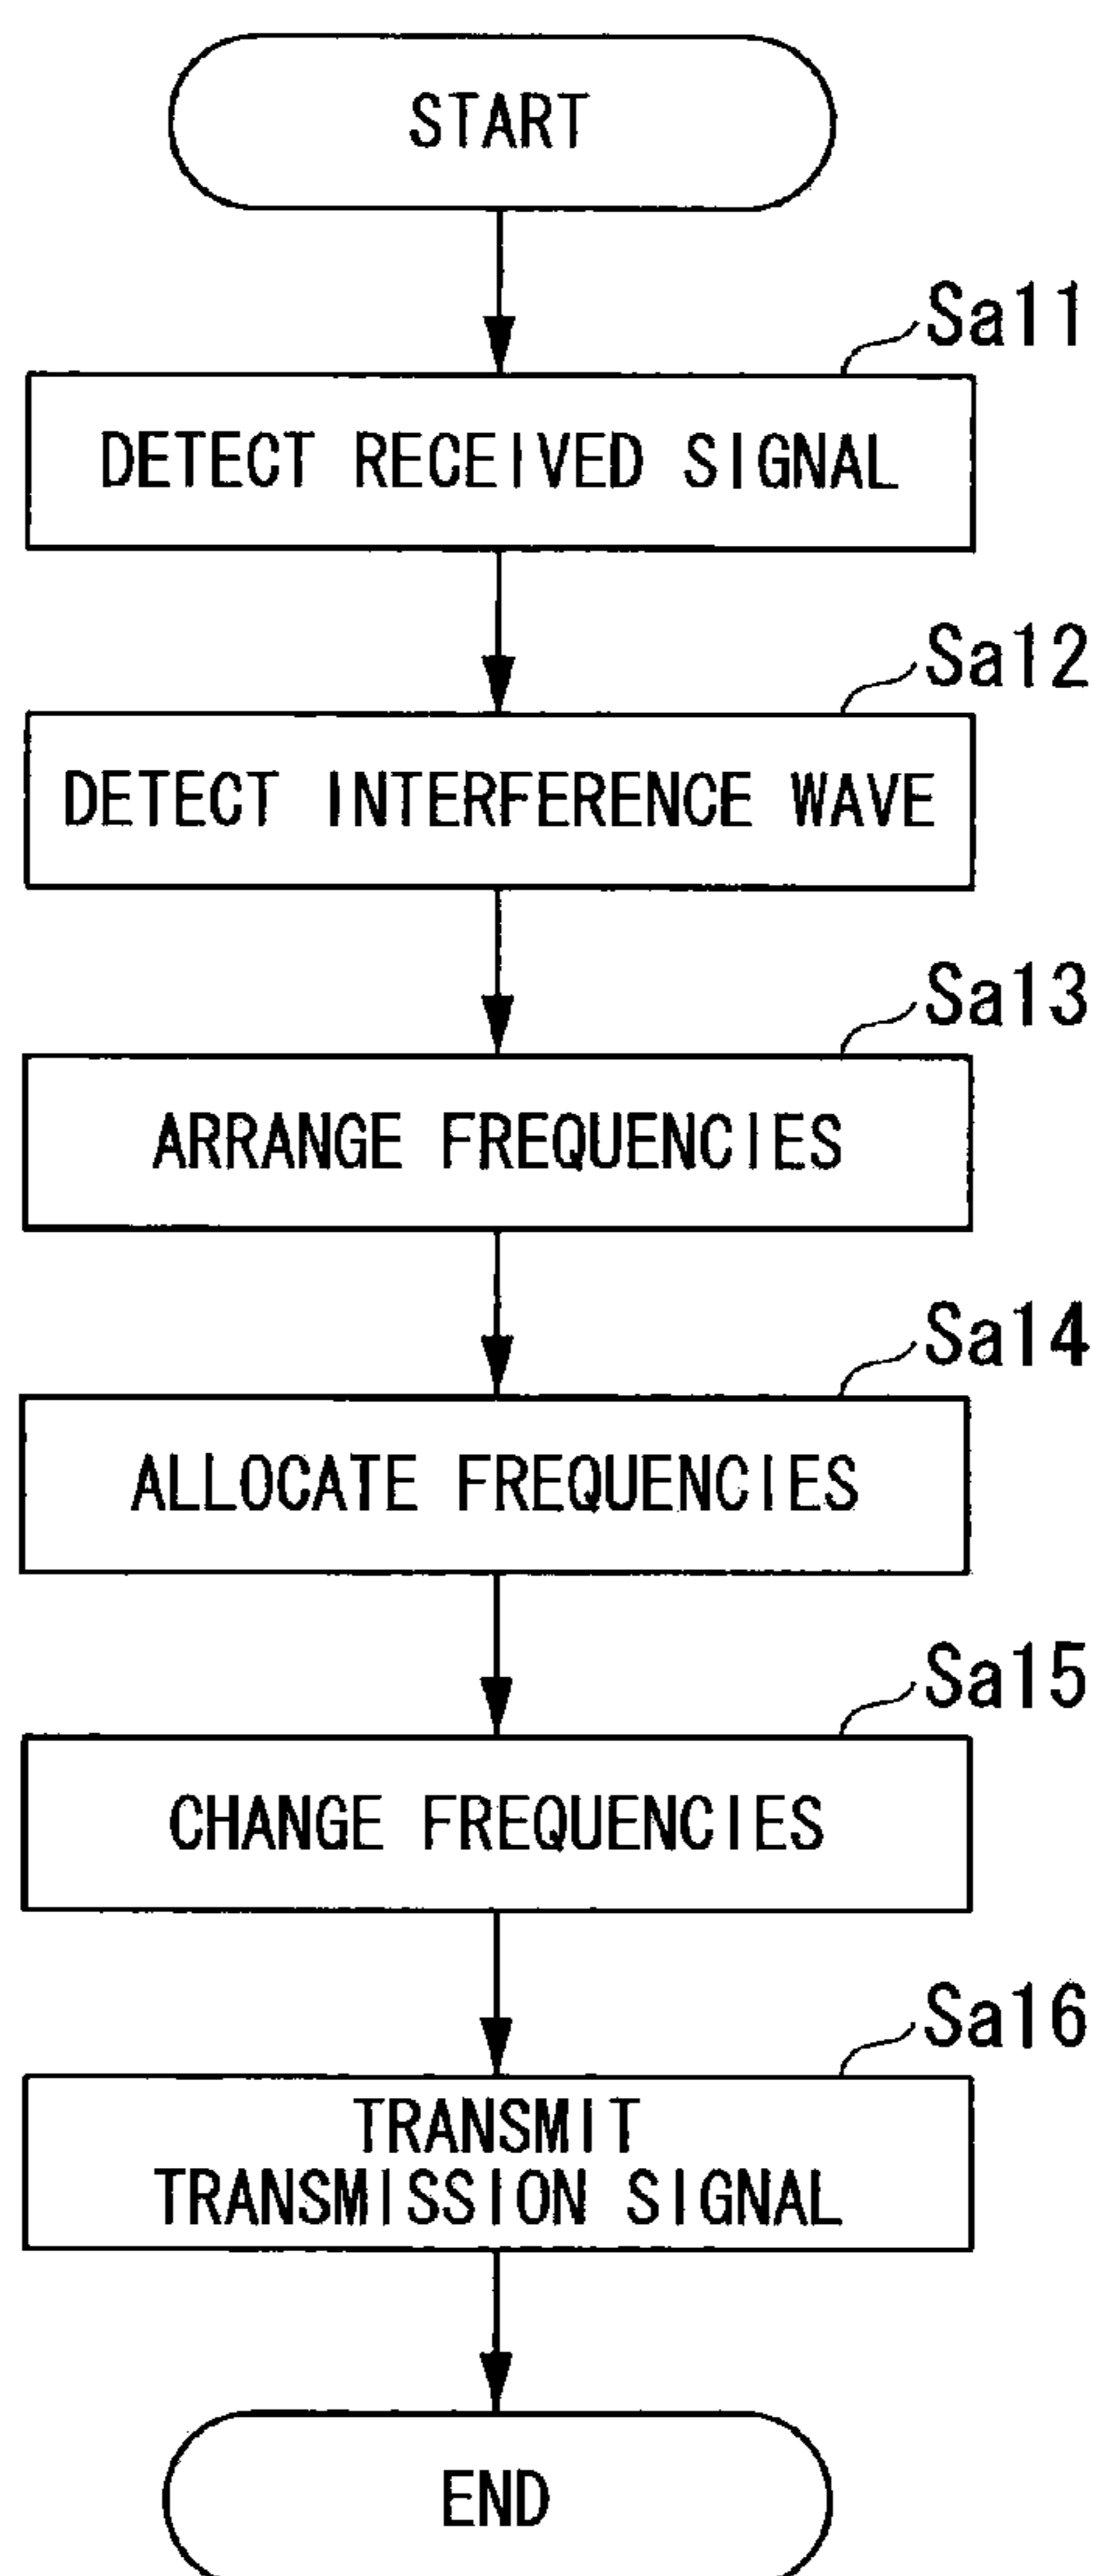 START
Sa11
DETECT RECEIVED SIGNAL
Sa12
DETECT INTERFERENCE WAVE
Sa13
ARRANGE FREQUENCIES
Sa14
ALLOCATE FREQUENCIES
Sa15
CHANGE FREQUENCIES
Sa16
TRANSMIT
TRANSMISSION SIGNAL
END